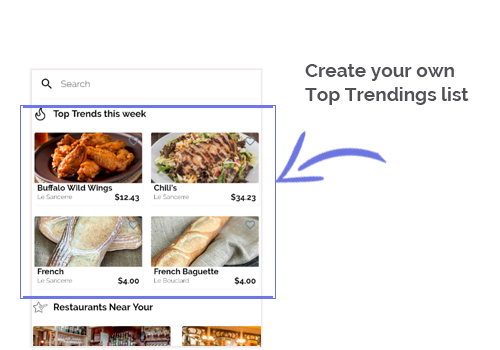 Create your own
Top Trendings list
Search
Top Trends this week
Buffalo Wild Wings
Le Sancerre
$12.43
Chili's
Le Sancerre
$34.23
French
Le Sancerre
$4.00
French Baguette
Le Bouciard
$4.00
Restaurants Near Your